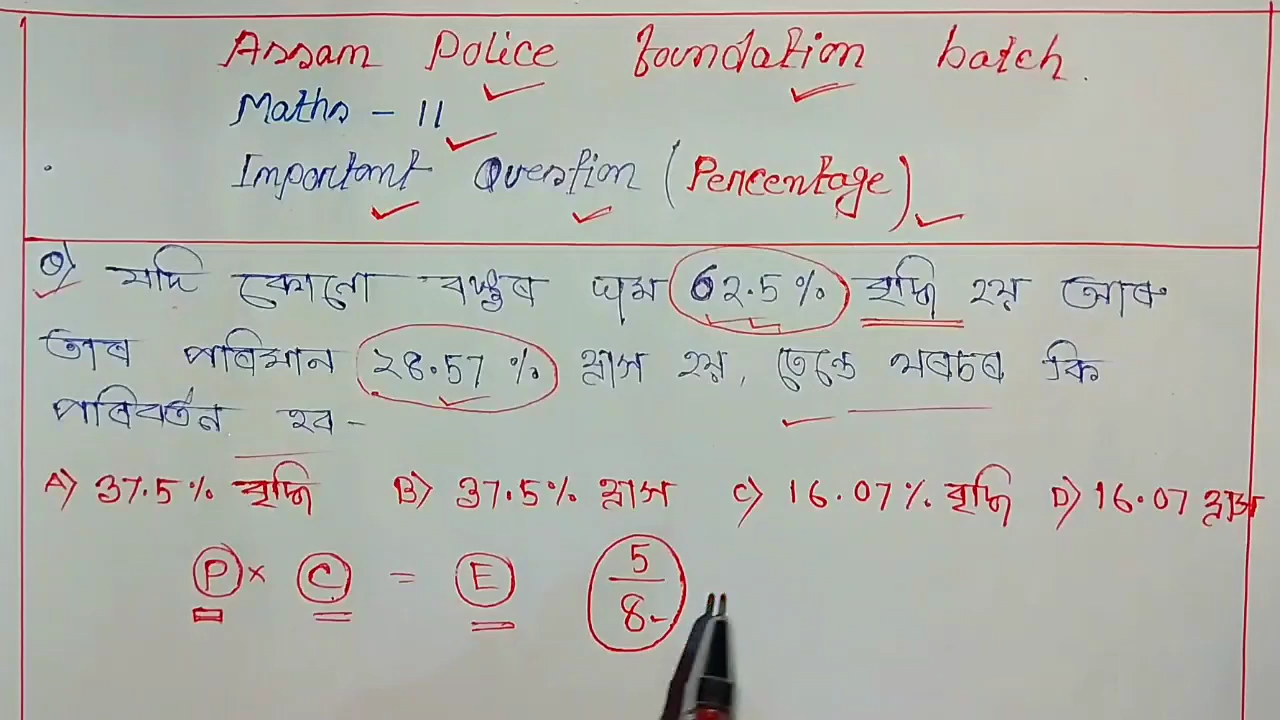 Assam Police foundation batch.
Maths - 11
Important Question (Percentage)
Q) যদি কোনো বস্তুৰ দাম 62.5% বৃদ্ধি হয় আৰু
তাৰ পৰিমান 28.57 % হ্ৰাস হয়, তেন্তে খৰচৰ কি
পৰিবৰ্তন হব -
A) 37.5% বৃদ্ধি B) 37.5% হ্ৰাস C) 16.07% বৃদ্ধি D) 16.07 হ্ৰাস
P × C = E 5/8